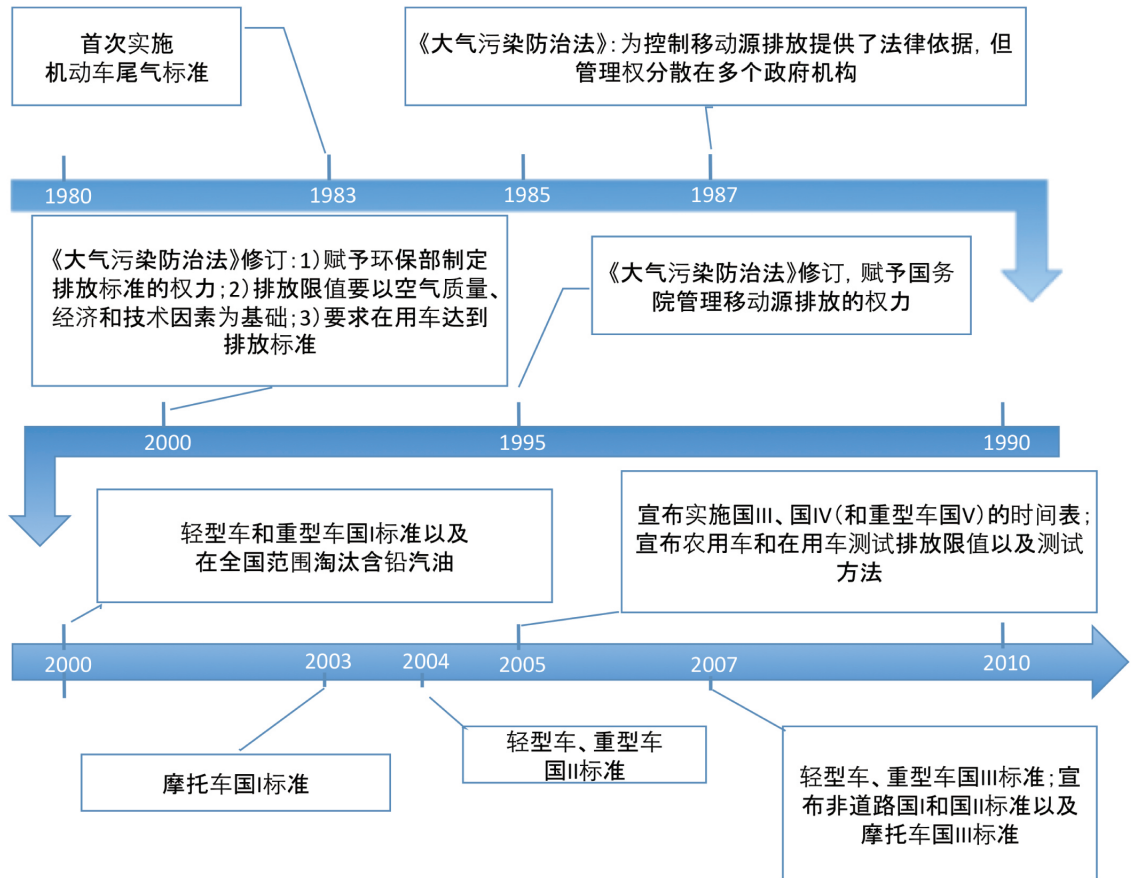 首次实施
机动车尾气标准
《大气污染防治法》：为控制移动源排放提供了法律依据，但
管理权分散在多个政府机构
1980
1983
1985
1987
《大气污染防治法》修订：1）赋予环保部制定
排放标准的权力；2）排放限值要以空气质量、
经济和技术因素为基础；3）要求在用车达到
排放标准
《大气污染防治法》修订，赋予国务
院管理移动源排放的权力
2000
1995
1990
轻型车和重型车国I标准以及
在全国范围淘汰含铅汽油
宣布实施国III、国IV（和重型车国V）的时间表；
宣布农用车和在用车测试排放限值以及测试
方法
2000
2003
2004
2005
2007
2010
摩托车国I标准
轻型车、重型车
国II标准
轻型车、重型车国III标准；宣
布非道路国I和国II标准以及
摩托车国III标准